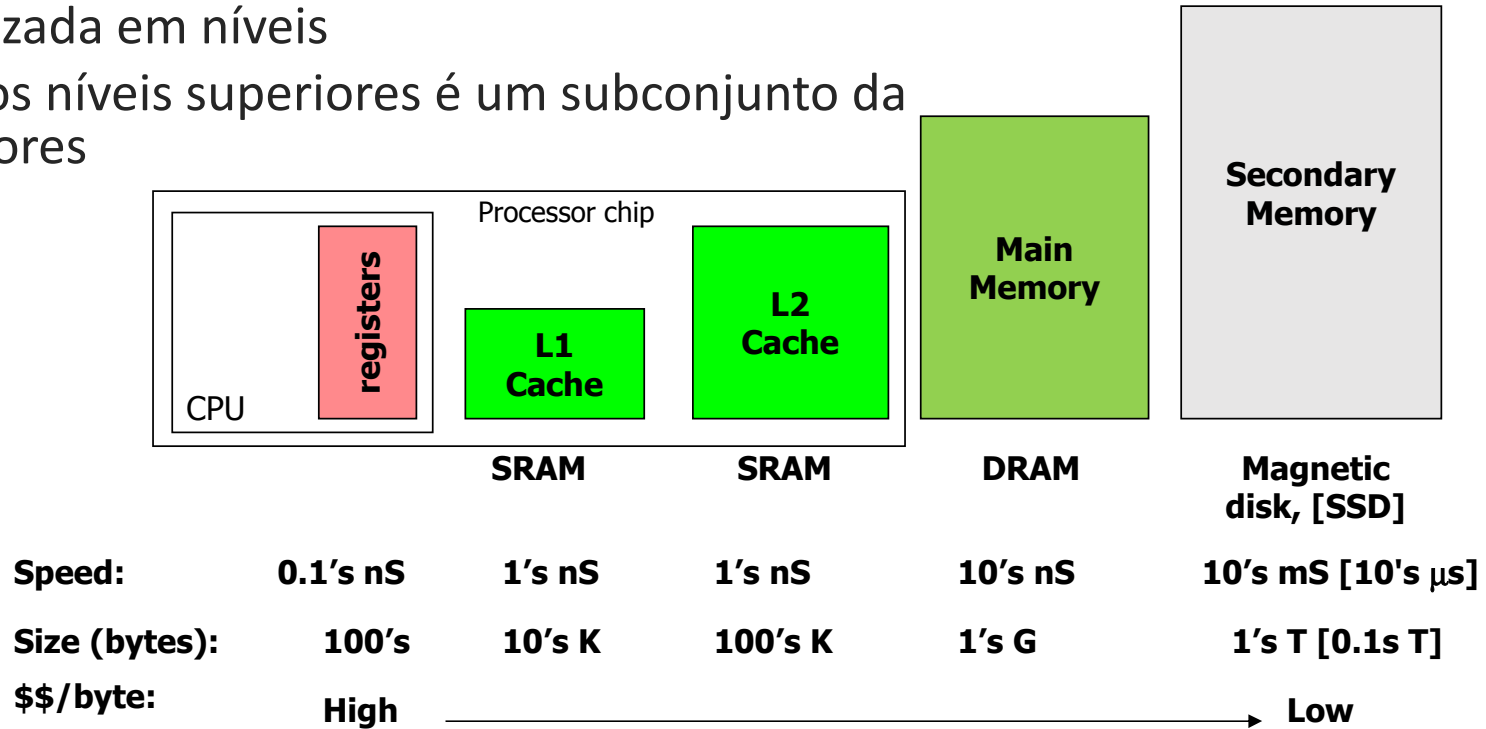 zada em níveis
os níveis superiores é um subconjunto da
ores
Processor chip
CPU
registers
L1
Cache
L2
Cache
Main
Memory
Secondary
Memory
SRAM SRAM DRAM Magnetic
disk, [SSD]
Speed: 0.1’s nS 1’s nS 1’s nS 10’s nS 10’s mS [10's μs]
Size (bytes): 100’s 10’s K 100’s K 1’s G 1’s T [0.1s T]
$$/byte: High Low